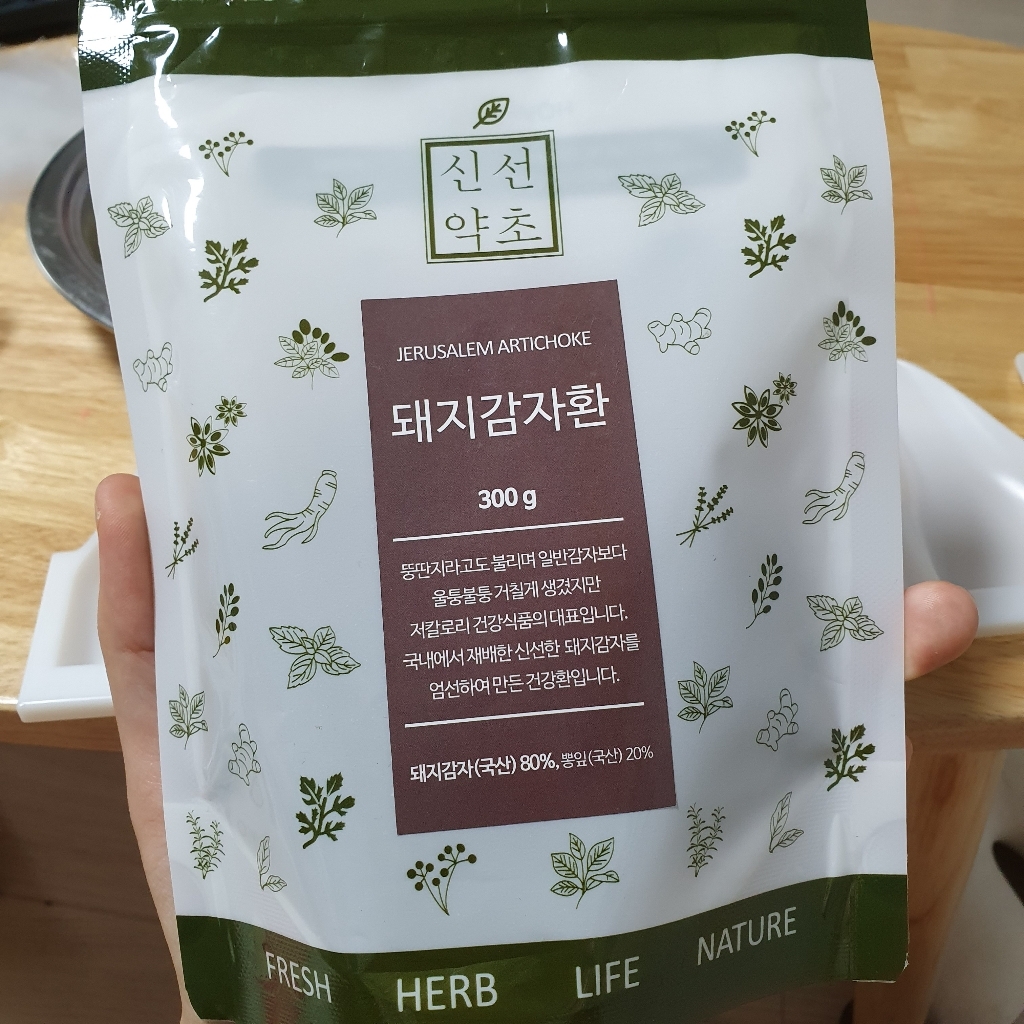 신선
약초
JERUSALEM ARTICHOKE
돼지감자환
300 g
뚱딴지라고도 불리며 일반감자보다
울퉁불퉁 거칠게 생겼지만
저칼로리 건강식품의 대표입니다.
국내에서 재배한 신선한 돼지감자를
엄선하여 만든 건강환입니다.
돼지감자(국산) 80%, 뽕잎(국산) 20%
FRESH HERB LIFE NATURE